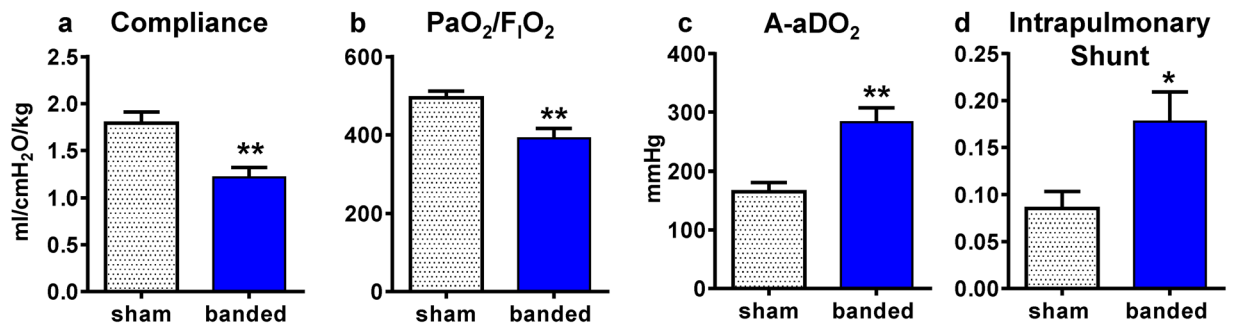 a Compliance
ml/cmH2O/kg
2.5
2.0
1.5
1.0
0.5
0.0
**
sham banded
b PaO2/FIO2
600
400
200
0
**
sham banded
c A-aDO2
mmHg
400
300
200
100
0
**
sham banded
d Intrapulmonary
Shunt
0.25
0.20
0.15
0.10
0.05
0.00
*
sham banded